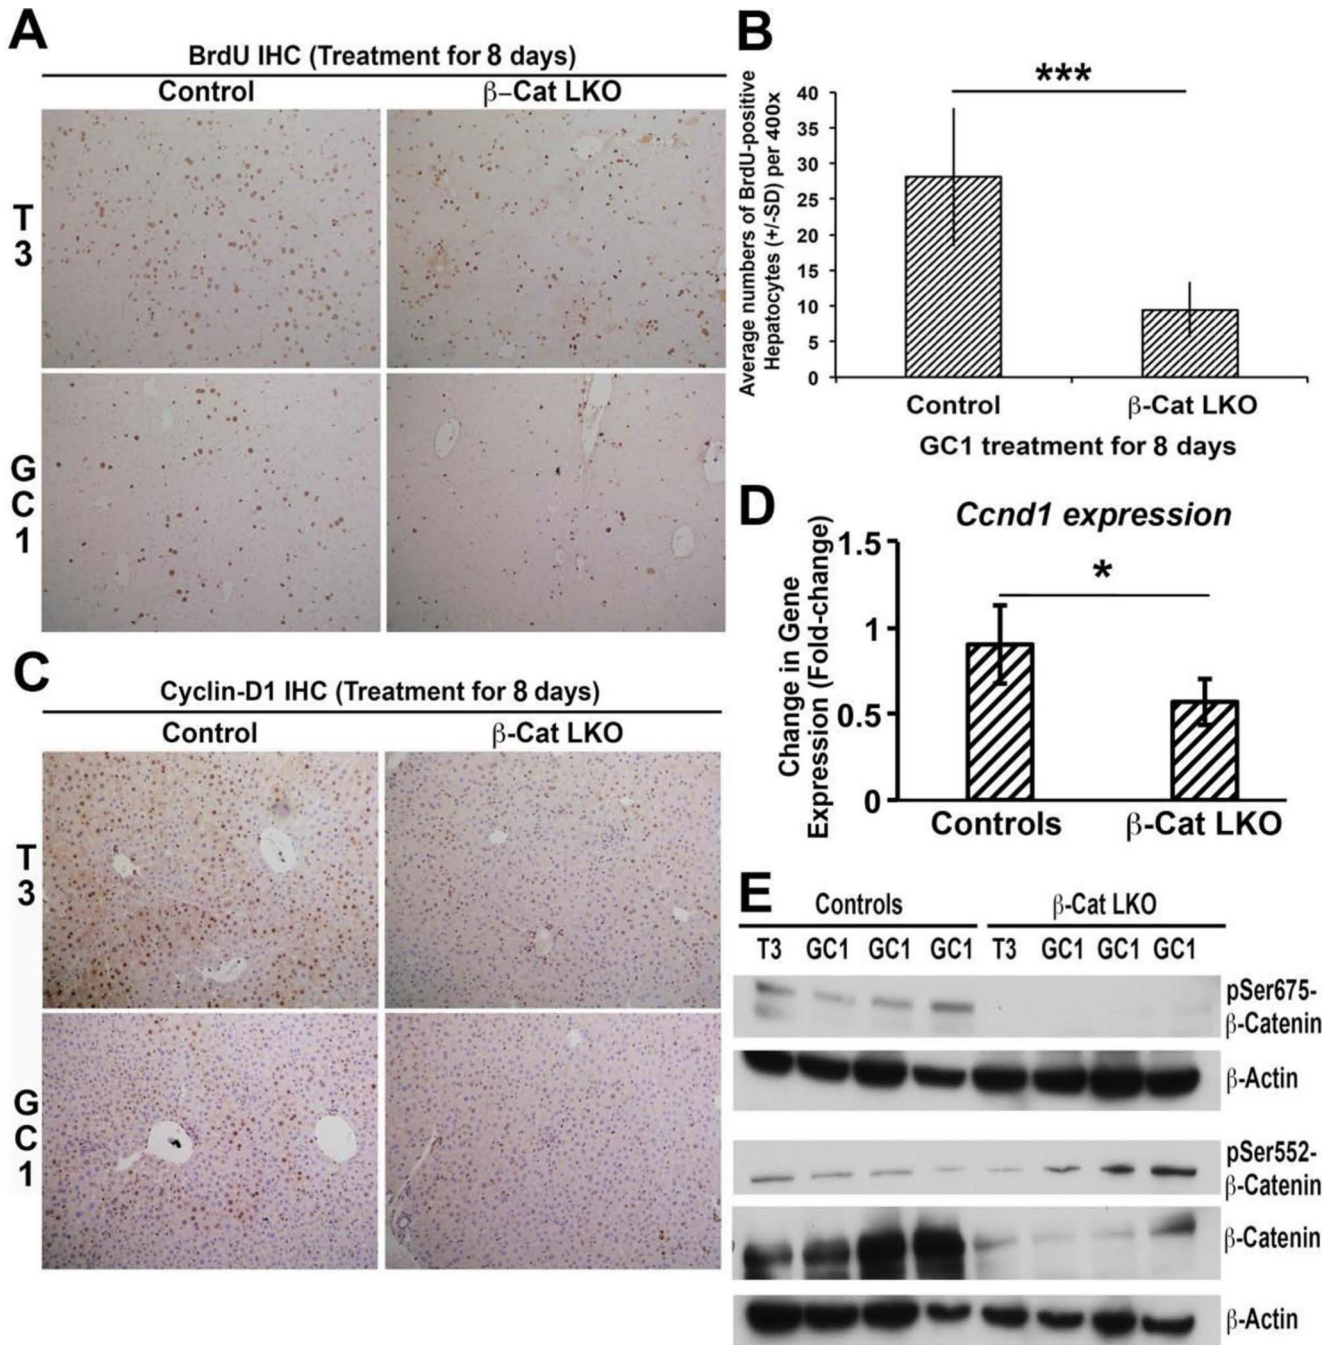 A
BrdU IHC (Treatment for 8 days)
Control
β–Cat LKO
T
3
G
C
1
B
Average numbers of BrdU-positive
Hepatocytes (+/-SD) per 400x
***
40
35
30
25
20
15
10
5
0
Control
β-Cat LKO
GC1 treatment for 8 days
C
Cyclin-D1 IHC (Treatment for 8 days)
Control
β-Cat LKO
T
3
G
C
1
D
Ccnd1 expression
Change in Gene
Expression (Fold-change)
1.5
1
0.5
0
*
Controls
β-Cat LKO
E
Controls
β-Cat LKO
T3 GC1 GC1 GC1 T3 GC1 GC1 GC1
pSer675-
β-Catenin
β-Actin
pSer552-
β-Catenin
β-Catenin
β-Actin